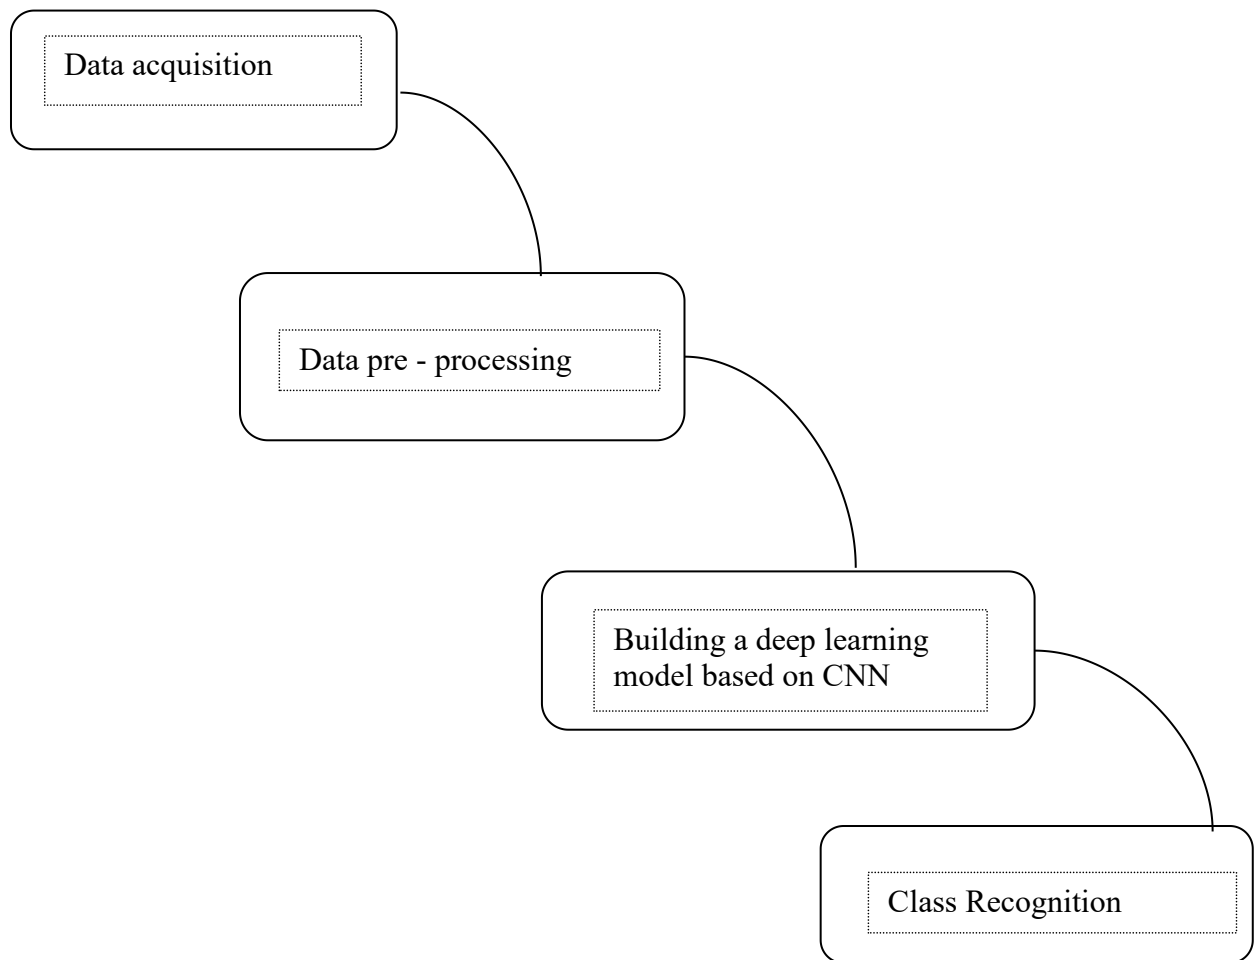 Data acquisition
Data pre - processing
Building a deep learning
model based on CNN
Class Recognition